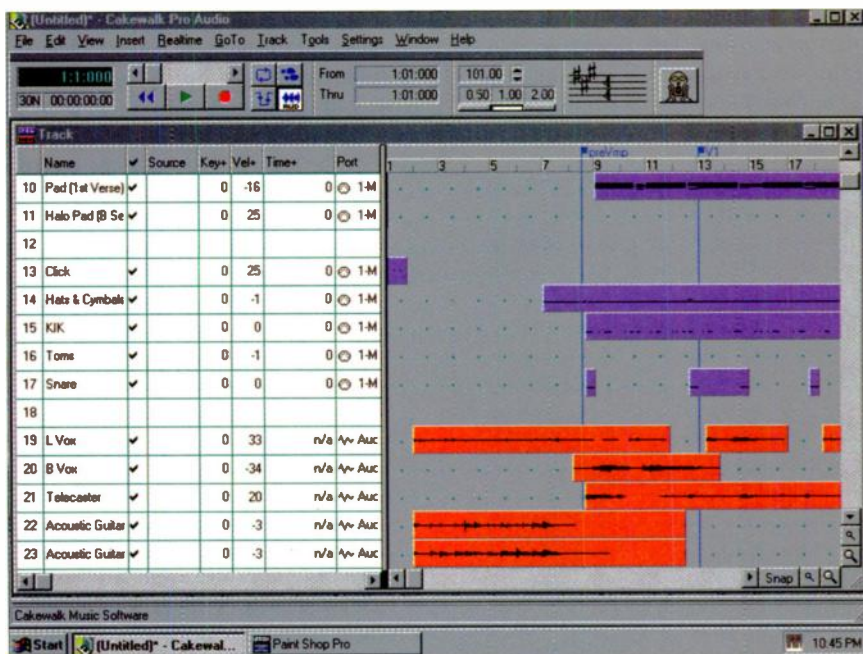 (Untitled)* - Cakewalk Pro Audio
File Edit View Insert Realtime GoTo Track Tools Settings Window Help
1:1:000
30N 00:00:00:00
From 1:01:000
Thru 1:01:000
101.00
0.50 1.00 2.00
AUD
Track
Name Source Key+ Vel+ Time+ Port
1 3 5 7 9 11 13 15 17
preVmp V1
10 Pad (1st Verse) 0 -16 0 1-M
11 Halo Pad (B Se 0 25 0 1-M
12
13 Click 0 25 0 1-M
14 Hats & Cymbals 0 -1 0 1-M
15 KIK 0 0 0 1-M
16 Toms 0 -1 0 1-M
17 Snare 0 0 0 1-M
18
19 L Vox 0 33 n/a Auc
20 B Vox 0 -34 n/a Auc
21 Telecaster 0 20 n/a Auc
22 Acoustic Guitar 0 -3 n/a Auc
23 Acoustic Guitar 0 -3 n/a Auc
Snap
Cakewalk Music Software
Start (Untitled)* - Cakewal... Paint Shop Pro 10:45 PM